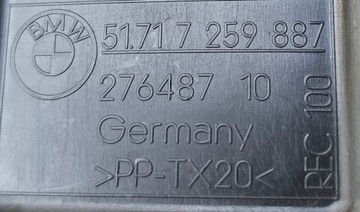 BMW
51.71 7 259 887
276487 10
Germany
>PP-TX20<
REC 100